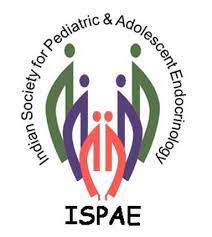 Indian Society for Pediatric & Adolescent Endocrinology
ISPAE